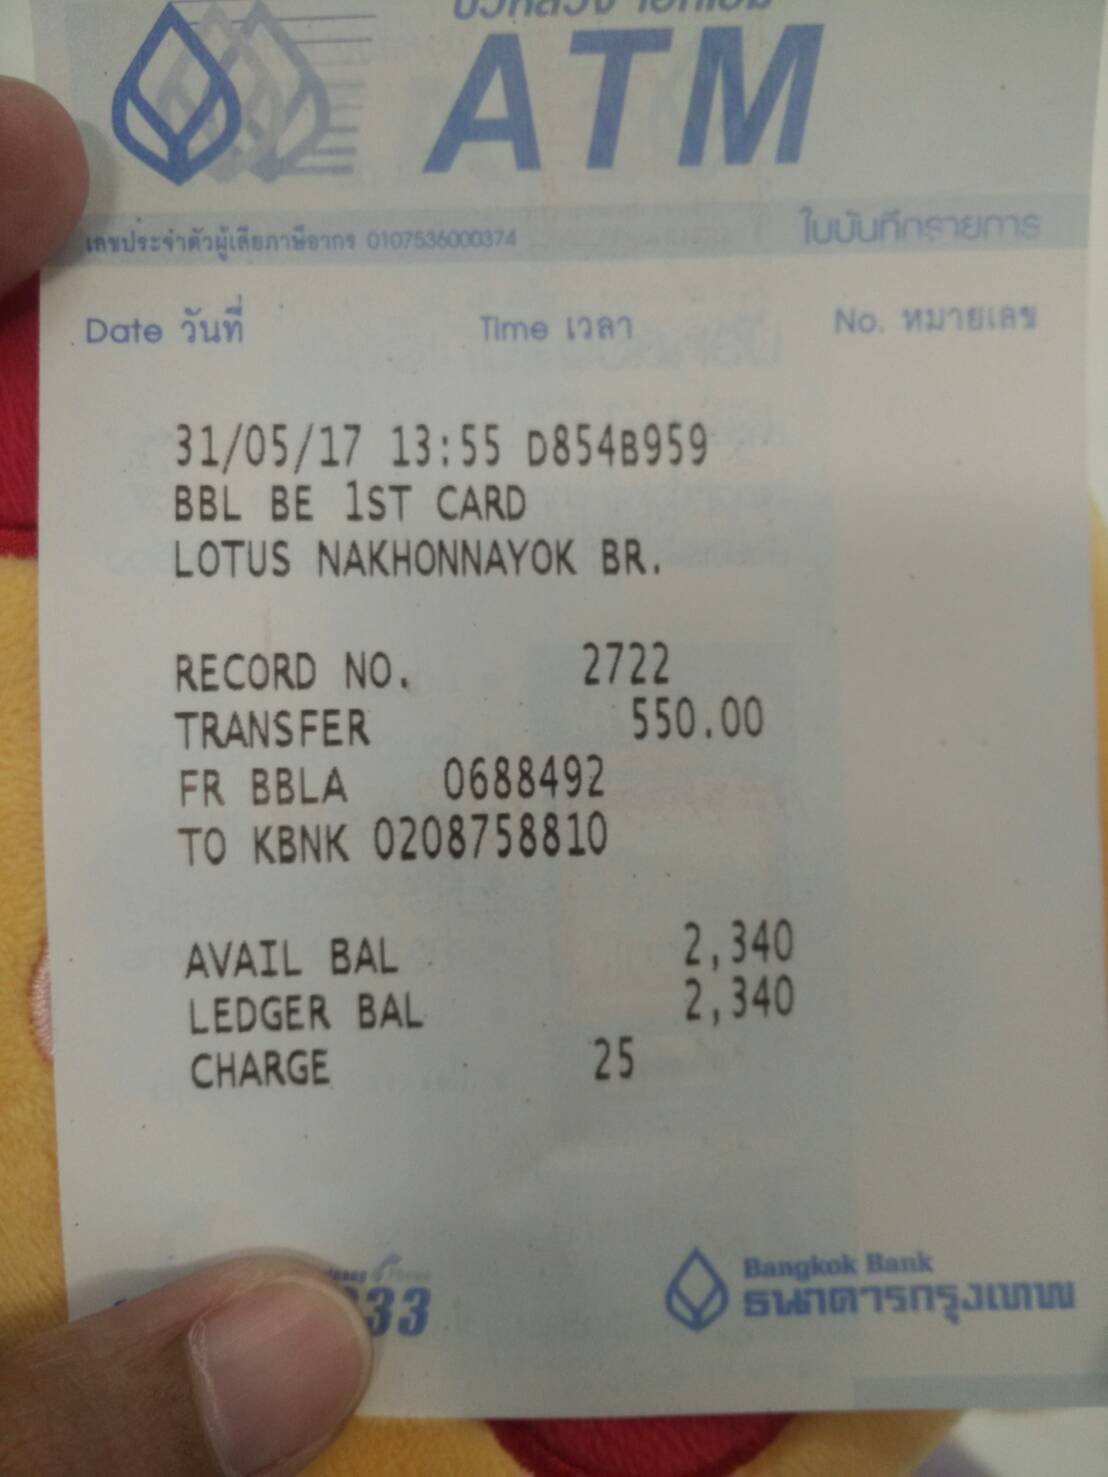 ATM
เลขประจำตัวผู้เสียภาษีอากร 0107536000374
ใบบันทึกรายการ
Date วันที่ Time เวลา No. หมายเลข
31/05/17 13:55 D854B959
BBL BE 1ST CARD
LOTUS NAKHONNAYOK BR.
RECORD NO. 2722
TRANSFER 550.00
FR BBLA 0688492
TO KBNK 0208758810
AVAIL BAL 2,340
LEDGER BAL 2,340
CHARGE 25
33
Bangkok Bank
ธนาคารกรุงเทพ